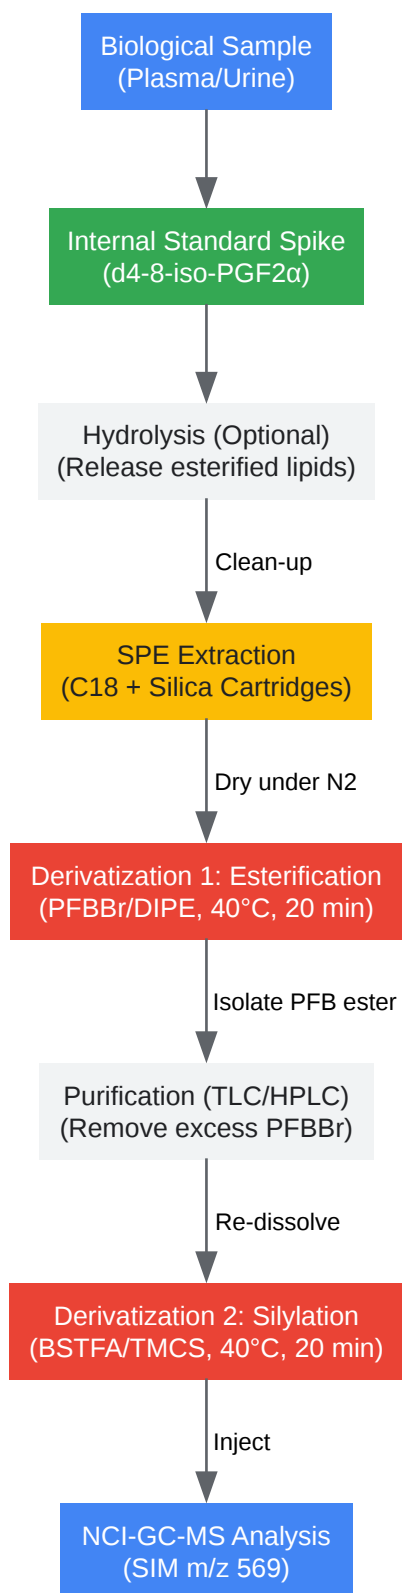 Biological Sample
(Plasma/Urine)
Internal Standard Spike
(d4-8-iso-PGF2α)
Hydrolysis (Optional)
(Release esterified lipids)
Clean-up
SPE Extraction
(C18 + Silica Cartridges)
Dry under N2
Derivatization 1: Esterification
(PFBBr/DIPE, 40°C, 20 min)
Isolate PFB ester
Purification (TLC/HPLC)
(Remove excess PFBBr)
Re-dissolve
Derivatization 2: Silylation
(BSTFA/TMCS, 40°C, 20 min)
Inject
NCI-GC-MS Analysis
(SIM m/z 569)